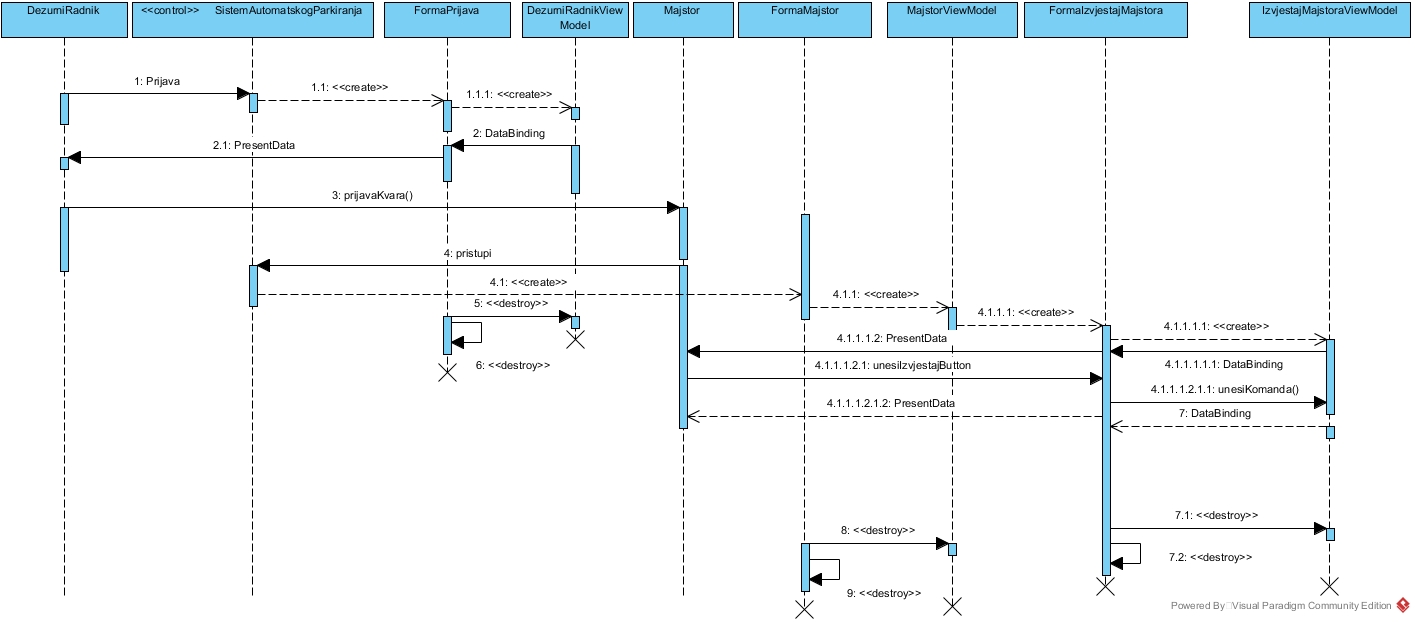 DezumiRadnik
<<control>> SistemAutomatskogParkiranja
FormaPrijava
DezumiRadnikView
Model
Majstor
FormaMajstor
MajstorViewModel
FormaIzvjestajMajstora
IzvjestajMajstoraViewModel
1: Prijava
1.1: <<create>>
1.1.1: <<create>>
2: DataBinding
2.1: PresentData
3: prijavaKvara()
4: pristupi
4.1: <<create>>
4.1.1: <<create>>
5: <<destroy>>
4.1.1.1: <<create>>
4.1.1.1.1: <<create>>
4.1.1.1.2: PresentData
6: <<destroy>>
4.1.1.1.2.1: unesiIzvjestajButton
4.1.1.1.1.1: DataBinding
4.1.1.1.2.1.1: unesiKomanda()
4.1.1.1.2.1.2: PresentData
7: DataBinding
7.1: <<destroy>>
8: <<destroy>>
7.2: <<destroy>>
9: <<destroy>>
Powered By Visual Paradigm Community Edition